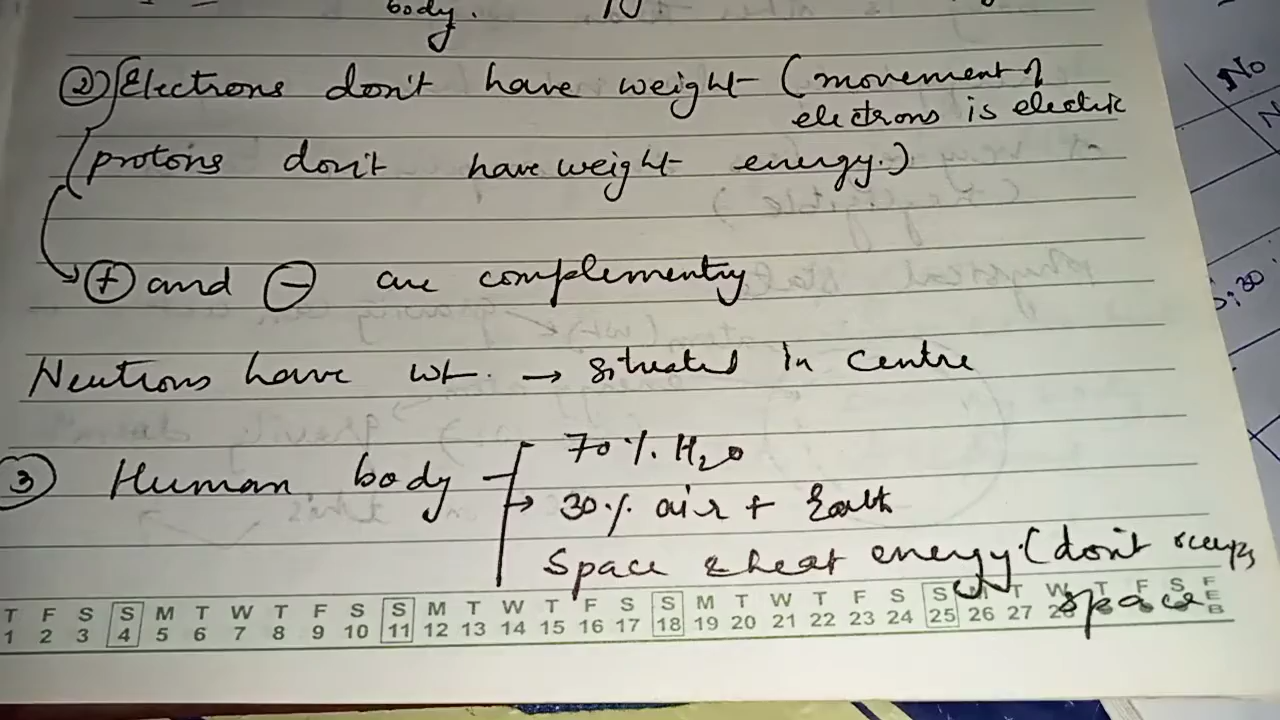 body.
② Electrons don't have weight (movement of
electrons is electric
protons don't have weight energy.)
⊕ and ⊖ are complementry
Neutrons have wt. → situated in centre
③ Human body 70% H2O
→ 30% air + Earth
Space & heat energy (don't occupy
space
T F S S M T W T F S S M T W T F S S M T W T F S S M T W T F S FEB
1 2 3 4 5 6 7 8 9 10 11 12 13 14 15 16 17 18 19 20 21 22 23 24 25 26 27 28
No